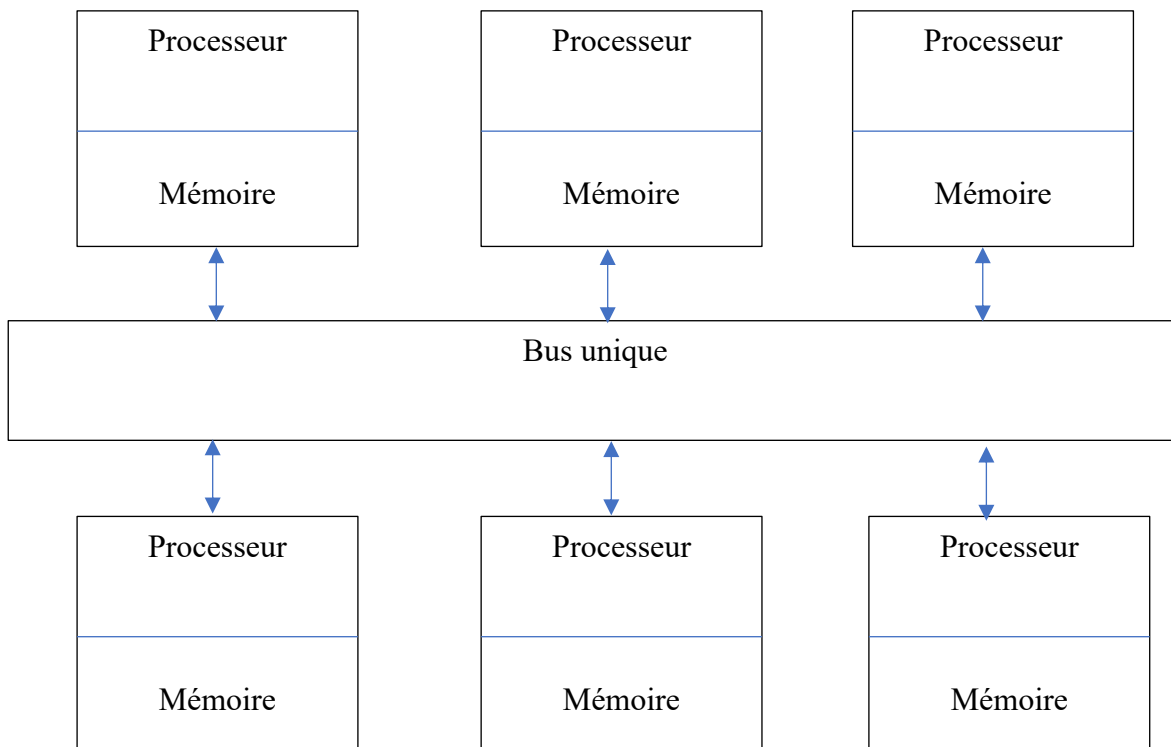 Processeur
Processeur
Processeur
Mémoire
Mémoire
Mémoire
Bus unique
Processeur
Processeur
Processeur
Mémoire
Mémoire
Mémoire